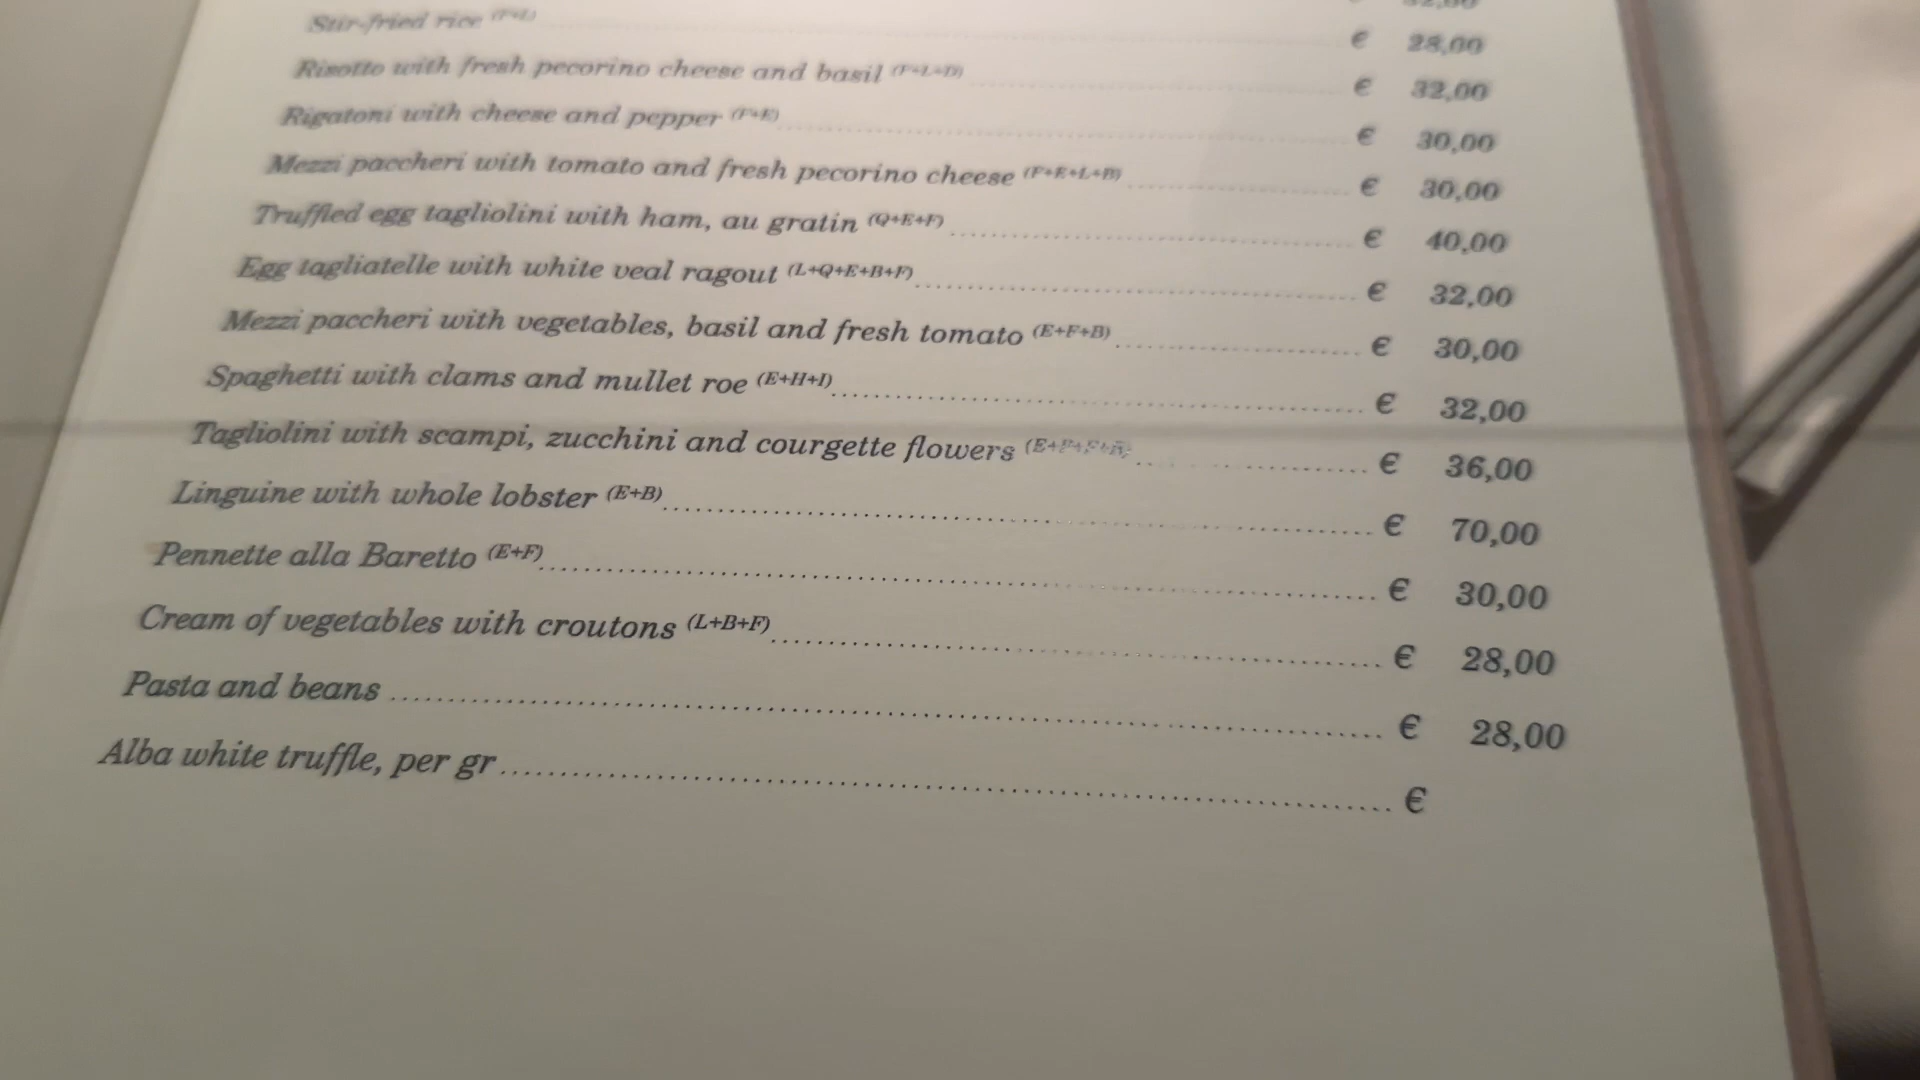 Stir-fried rice (F+L) € 28,00
Risotto with fresh pecorino cheese and basil € 32,00
Rigatoni with cheese and pepper (F+E) € 30,00
Mezzi paccheri with tomato and fresh pecorino cheese (F+E+L+B) € 30,00
Truffled egg tagliolini with ham, au gratin (Q+E+F) € 40,00
Egg tagliatelle with white veal ragout (L+Q+E+B+F) € 32,00
Mezzi paccheri with vegetables, basil and fresh tomato (E+F+B) € 30,00
Spaghetti with clams and mullet roe (E+H+I) € 32,00
Tagliolini with scampi, zucchini and courgette flowers € 36,00
Linguine with whole lobster (E+B) € 70,00
Pennette alla Baretto (E+F) € 30,00
Cream of vegetables with croutons (L+B+F) € 28,00
Pasta and beans € 28,00
Alba white truffle, per gr €